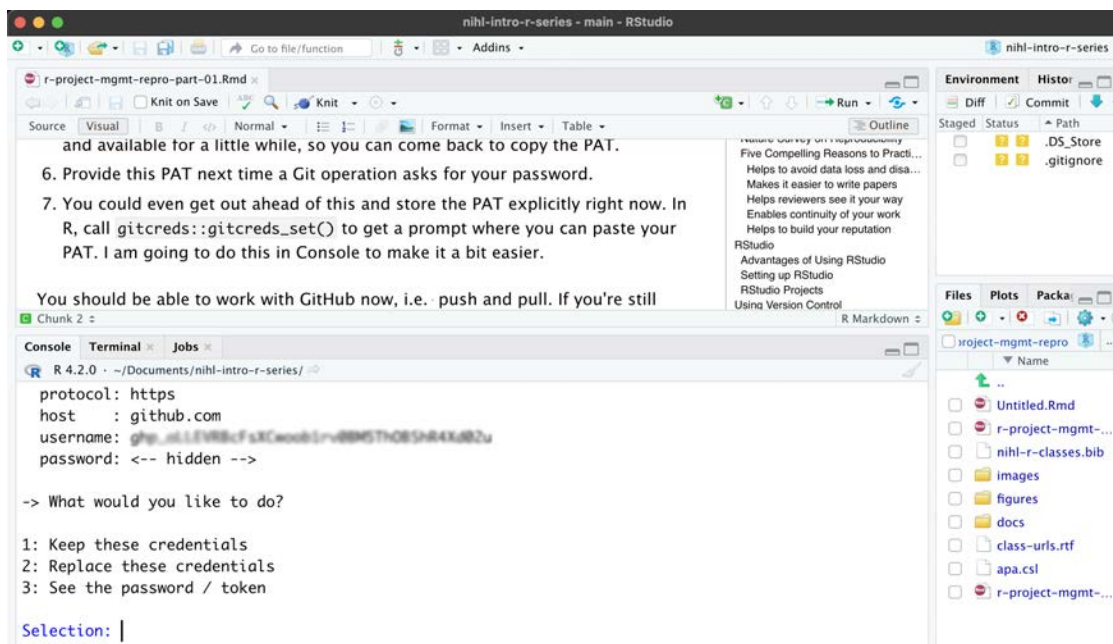 nihl-intro-r-series - main - RStudio
Go to file/function
Addins
nihl-intro-r-series
r-project-mgmt-repro-part-01.Rmd
Knit on Save
Knit
Run
Source Visual B I </> Normal Format Insert Table
Outline
and available for a little while, so you can come back to copy the PAT.
6. Provide this PAT next time a Git operation asks for your password.
7. You could even get out ahead of this and store the PAT explicitly right now. In
R, call gitcreds::gitcreds_set() to get a prompt where you can paste your
PAT. I am going to do this in Console to make it a bit easier.
You should be able to work with GitHub now, i.e. push and pull. If you're still
Nature Survey on Reproducibility
Five Compelling Reasons to Practi...
Helps to avoid data loss and disa...
Makes it easier to write papers
Helps reviewers see it your way
Enables continuity of your work
Helps to build your reputation
RStudio
Advantages of Using RStudio
Setting up RStudio
RStudio Projects
Using Version Control
Chunk 2
R Markdown
Console Terminal Jobs
R 4.2.0 · ~/Documents/nihl-intro-r-series/
protocol: https
host : github.com
username:
password: <-- hidden -->
-> What would you like to do?
1: Keep these credentials
2: Replace these credentials
3: See the password / token
Selection:
Environment Histor
Diff Commit
Staged Status Path
? ? .DS_Store
? ? .gitignore
Files Plots Packa
project-mgmt-repro ...
Name
..
Untitled.Rmd
r-project-mgmt-...
nihl-r-classes.bib
images
figures
docs
class-urls.rtf
apa.csl
r-project-mgmt-...